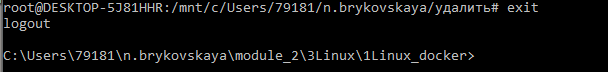 root@DESKTOP-5J81HHR:/mnt/c/Users/79181/n.brykovskaya/удалить# exit
logout
C:\Users\79181\n.brykovskaya\module_2\3Linux\1Linux_docker>